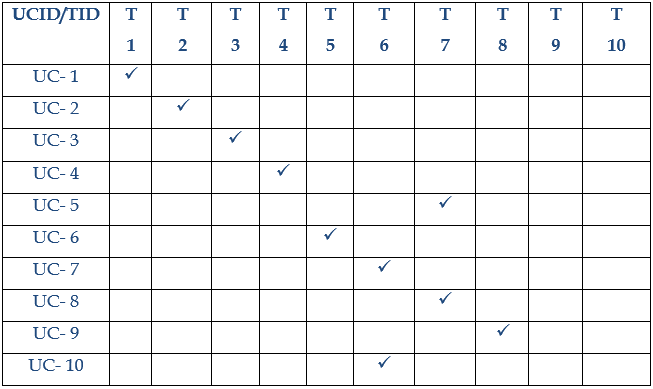 UCID/TID T 1 T 2 T 3 T 4 T 5 T 6 T 7 T 8 T 9 T 10
UC- 1 ✓
UC- 2 ✓
UC- 3 ✓
UC- 4 ✓
UC- 5 ✓
UC- 6 ✓
UC- 7 ✓
UC- 8 ✓
UC- 9 ✓
UC- 10 ✓